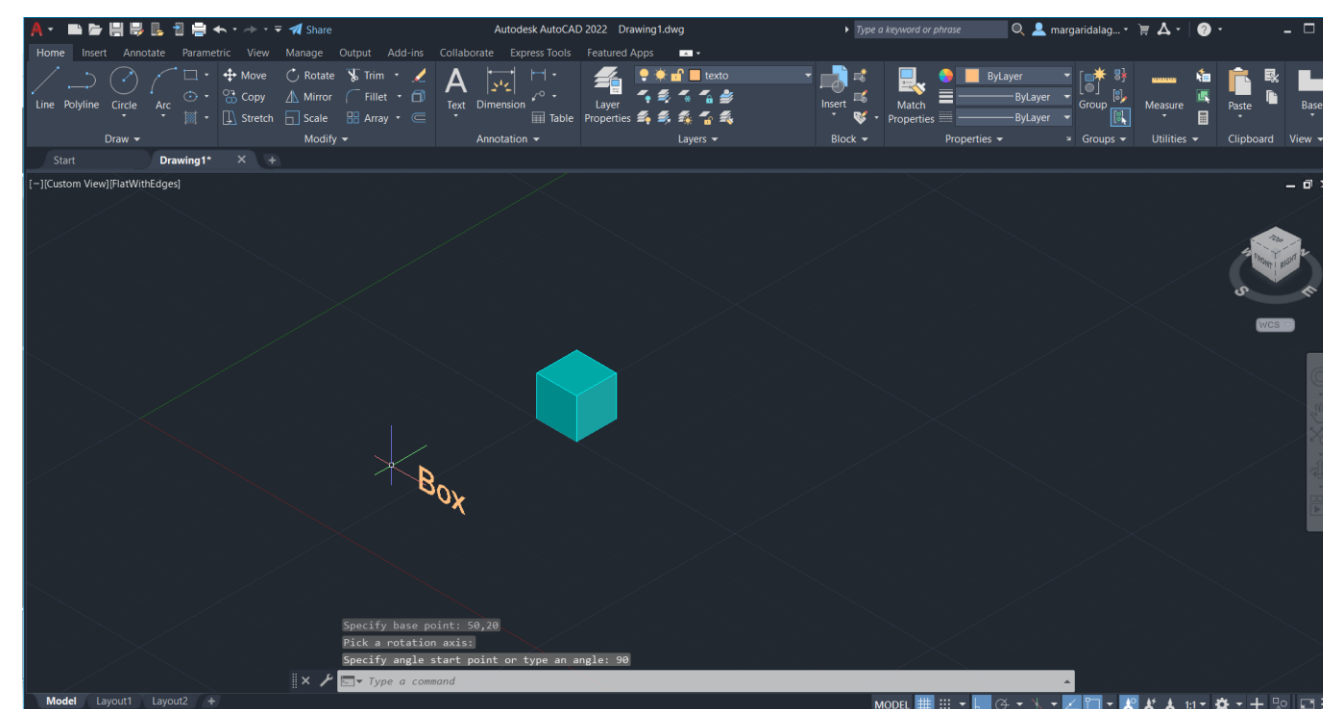 Share Autodesk AutoCAD 2022 Drawing1.dwg Type a keyword or phrase margaridalag...
Home Insert Annotate Parametric View Manage Output Add-ins Collaborate Express Tools Featured Apps
Move Rotate Trim texto ByLayer
Copy Mirror Fillet ByLayer
Line Polyline Circle Arc Text Dimension Layer Properties Insert Match Properties Group Measure Paste Base
Stretch Scale Array Table ByLayer
Draw Modify Annotation Layers Block Properties Groups Utilities Clipboard View
Start Drawing1* +
[−][Custom View][FlatWithEdges]
TOP
FRONT RIGHT
S E
WCS
Box
Specify base point: 50,20
Pick a rotation axis:
Specify angle start point or type an angle: 90
Type a command
Model Layout1 Layout2 + MODEL 1:1